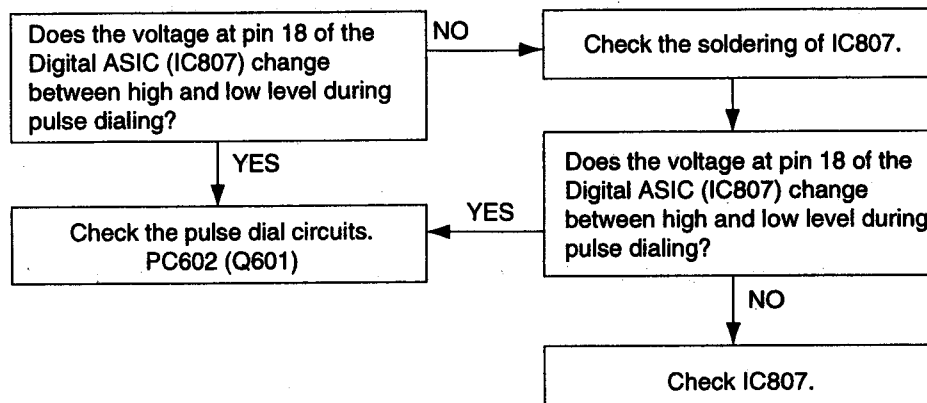 Does the voltage at pin 18 of the
Digital ASIC (IC807) change
between high and low level during
pulse dialing?
NO
Check the soldering of IC807.
YES
Does the voltage at pin 18 of the
Digital ASIC (IC807) change
between high and low level during
pulse dialing?
YES
Check the pulse dial circuits.
PC602 (Q601)
NO
Check IC807.